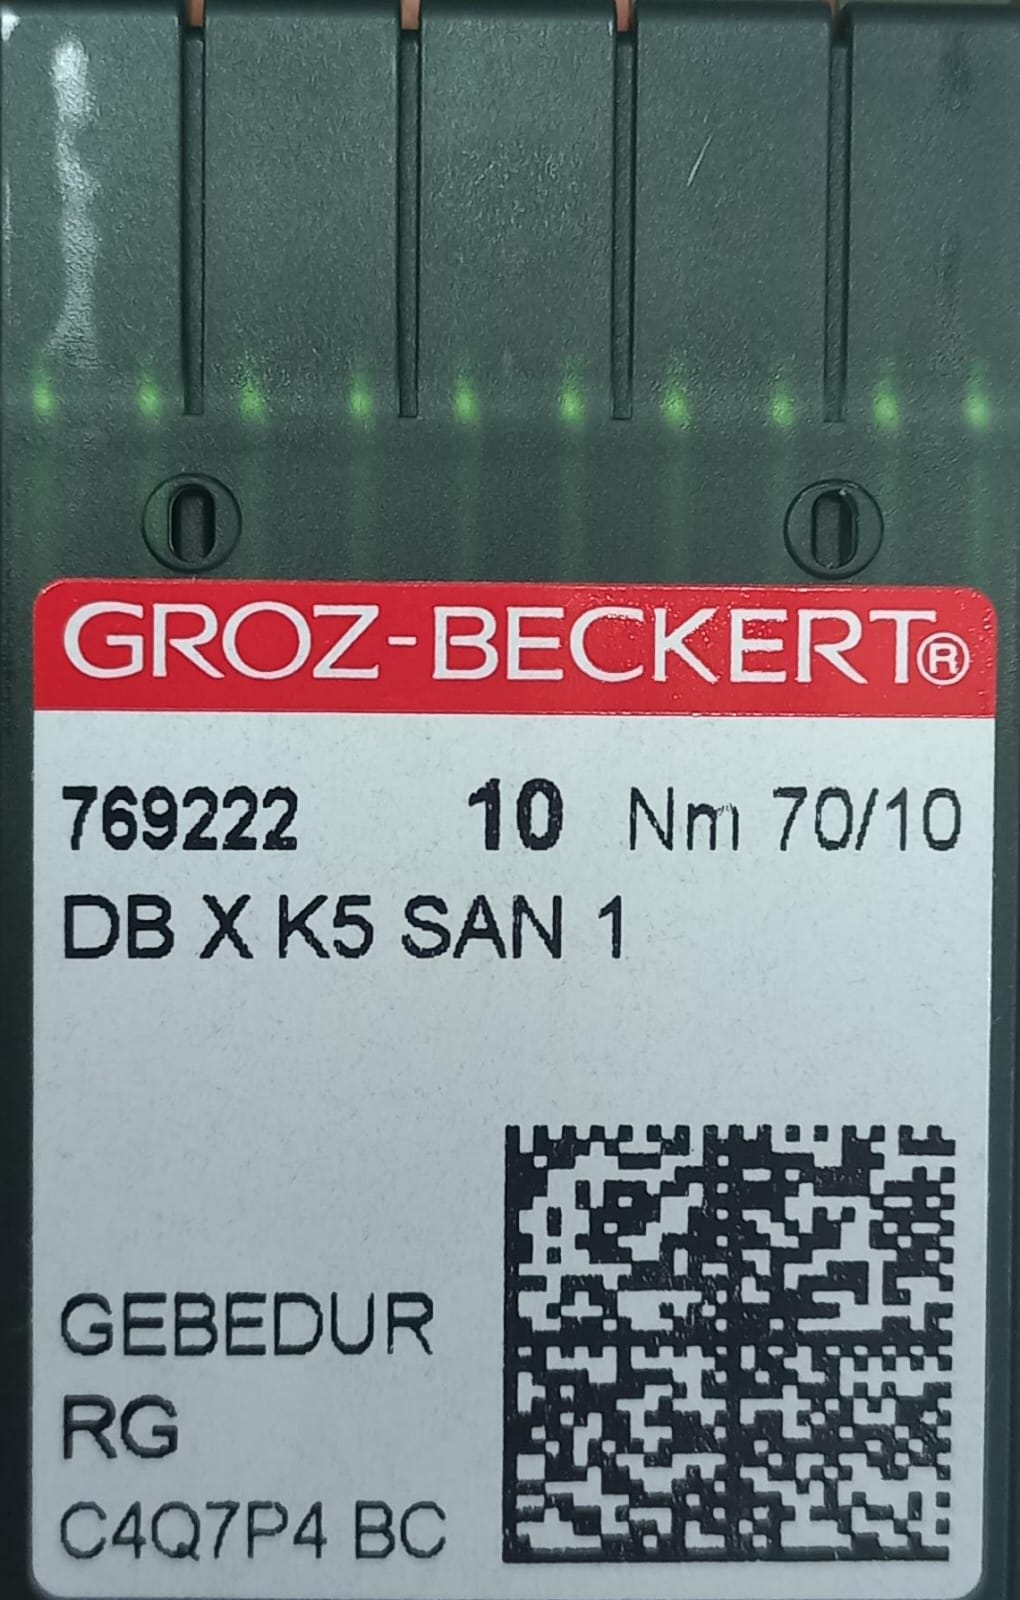 GROZ-BECKERT®
769222 10 Nm 70/10
DB X K5 SAN 1
GEBEDUR
RG
C4Q7P4 BC